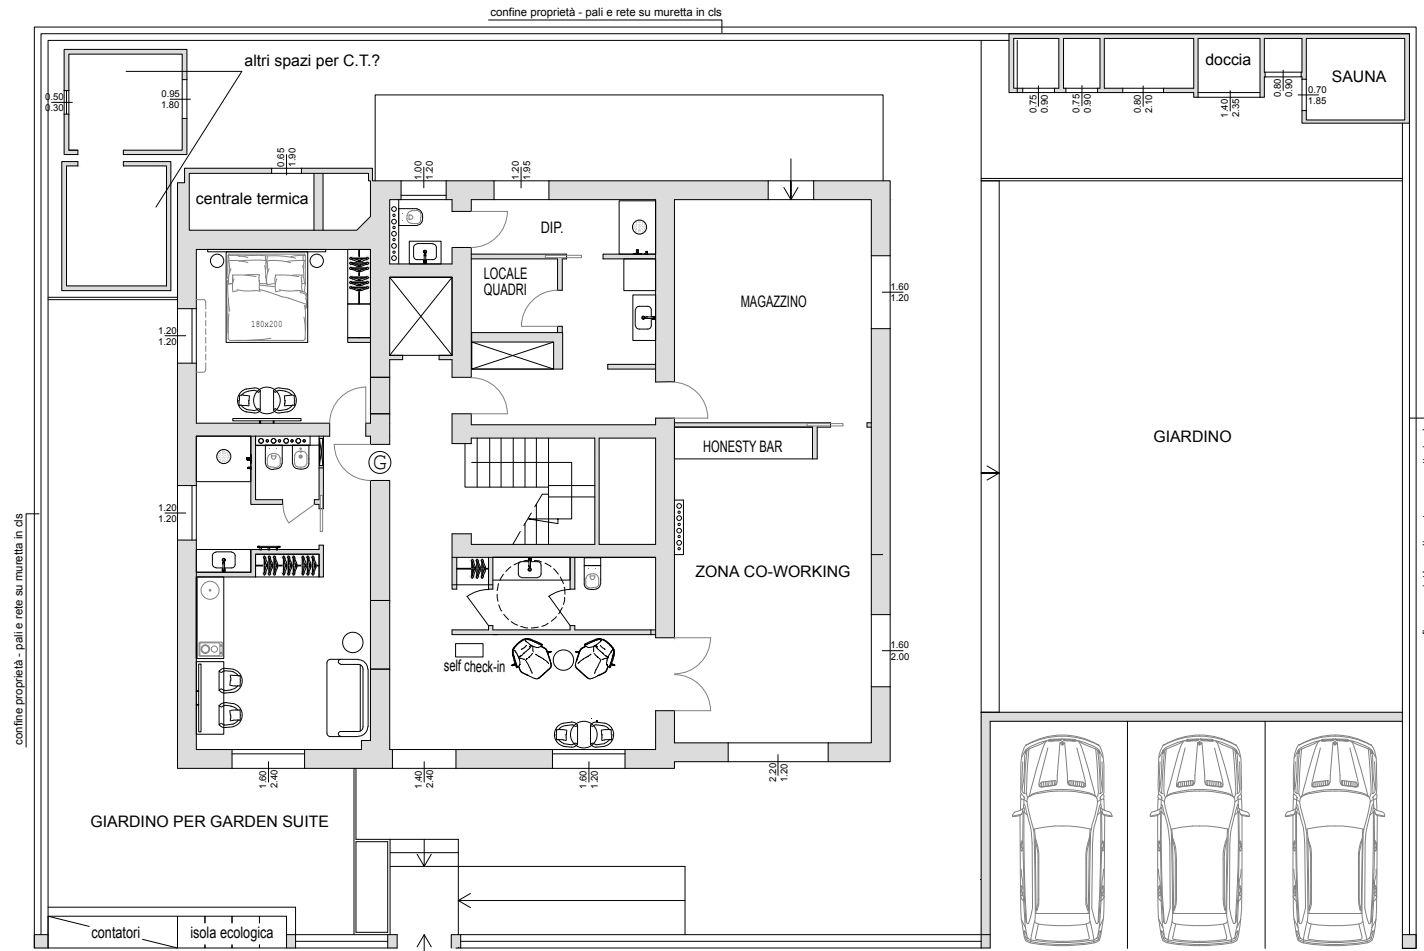 confine proprietà - pali e rete su muretta in cls
altri spazi per C.T.?
doccia
SAUNA
0.50
0.30
0.95
1.80
0.75
0.90
0.75
0.90
0.80
2.10
1.40
2.35
0.80
0.90
0.70
1.85
0.65
1.90
1.00
1.20
1.20
1.95
centrale termica
DIP.
LOCALE
QUADRI
MAGAZZINO
1.60
1.20
180x200
1.20
1.20
GIARDINO
HONESTY BAR
G
1.20
1.20
ZONA CO-WORKING
confine proprietà - pali e rete su muretta in cls
self check-in
1.60
2.00
1.60
2.40
1.40
2.40
1.60
1.20
2.20
1.20
GIARDINO PER GARDEN SUITE
contatori
isola ecologica